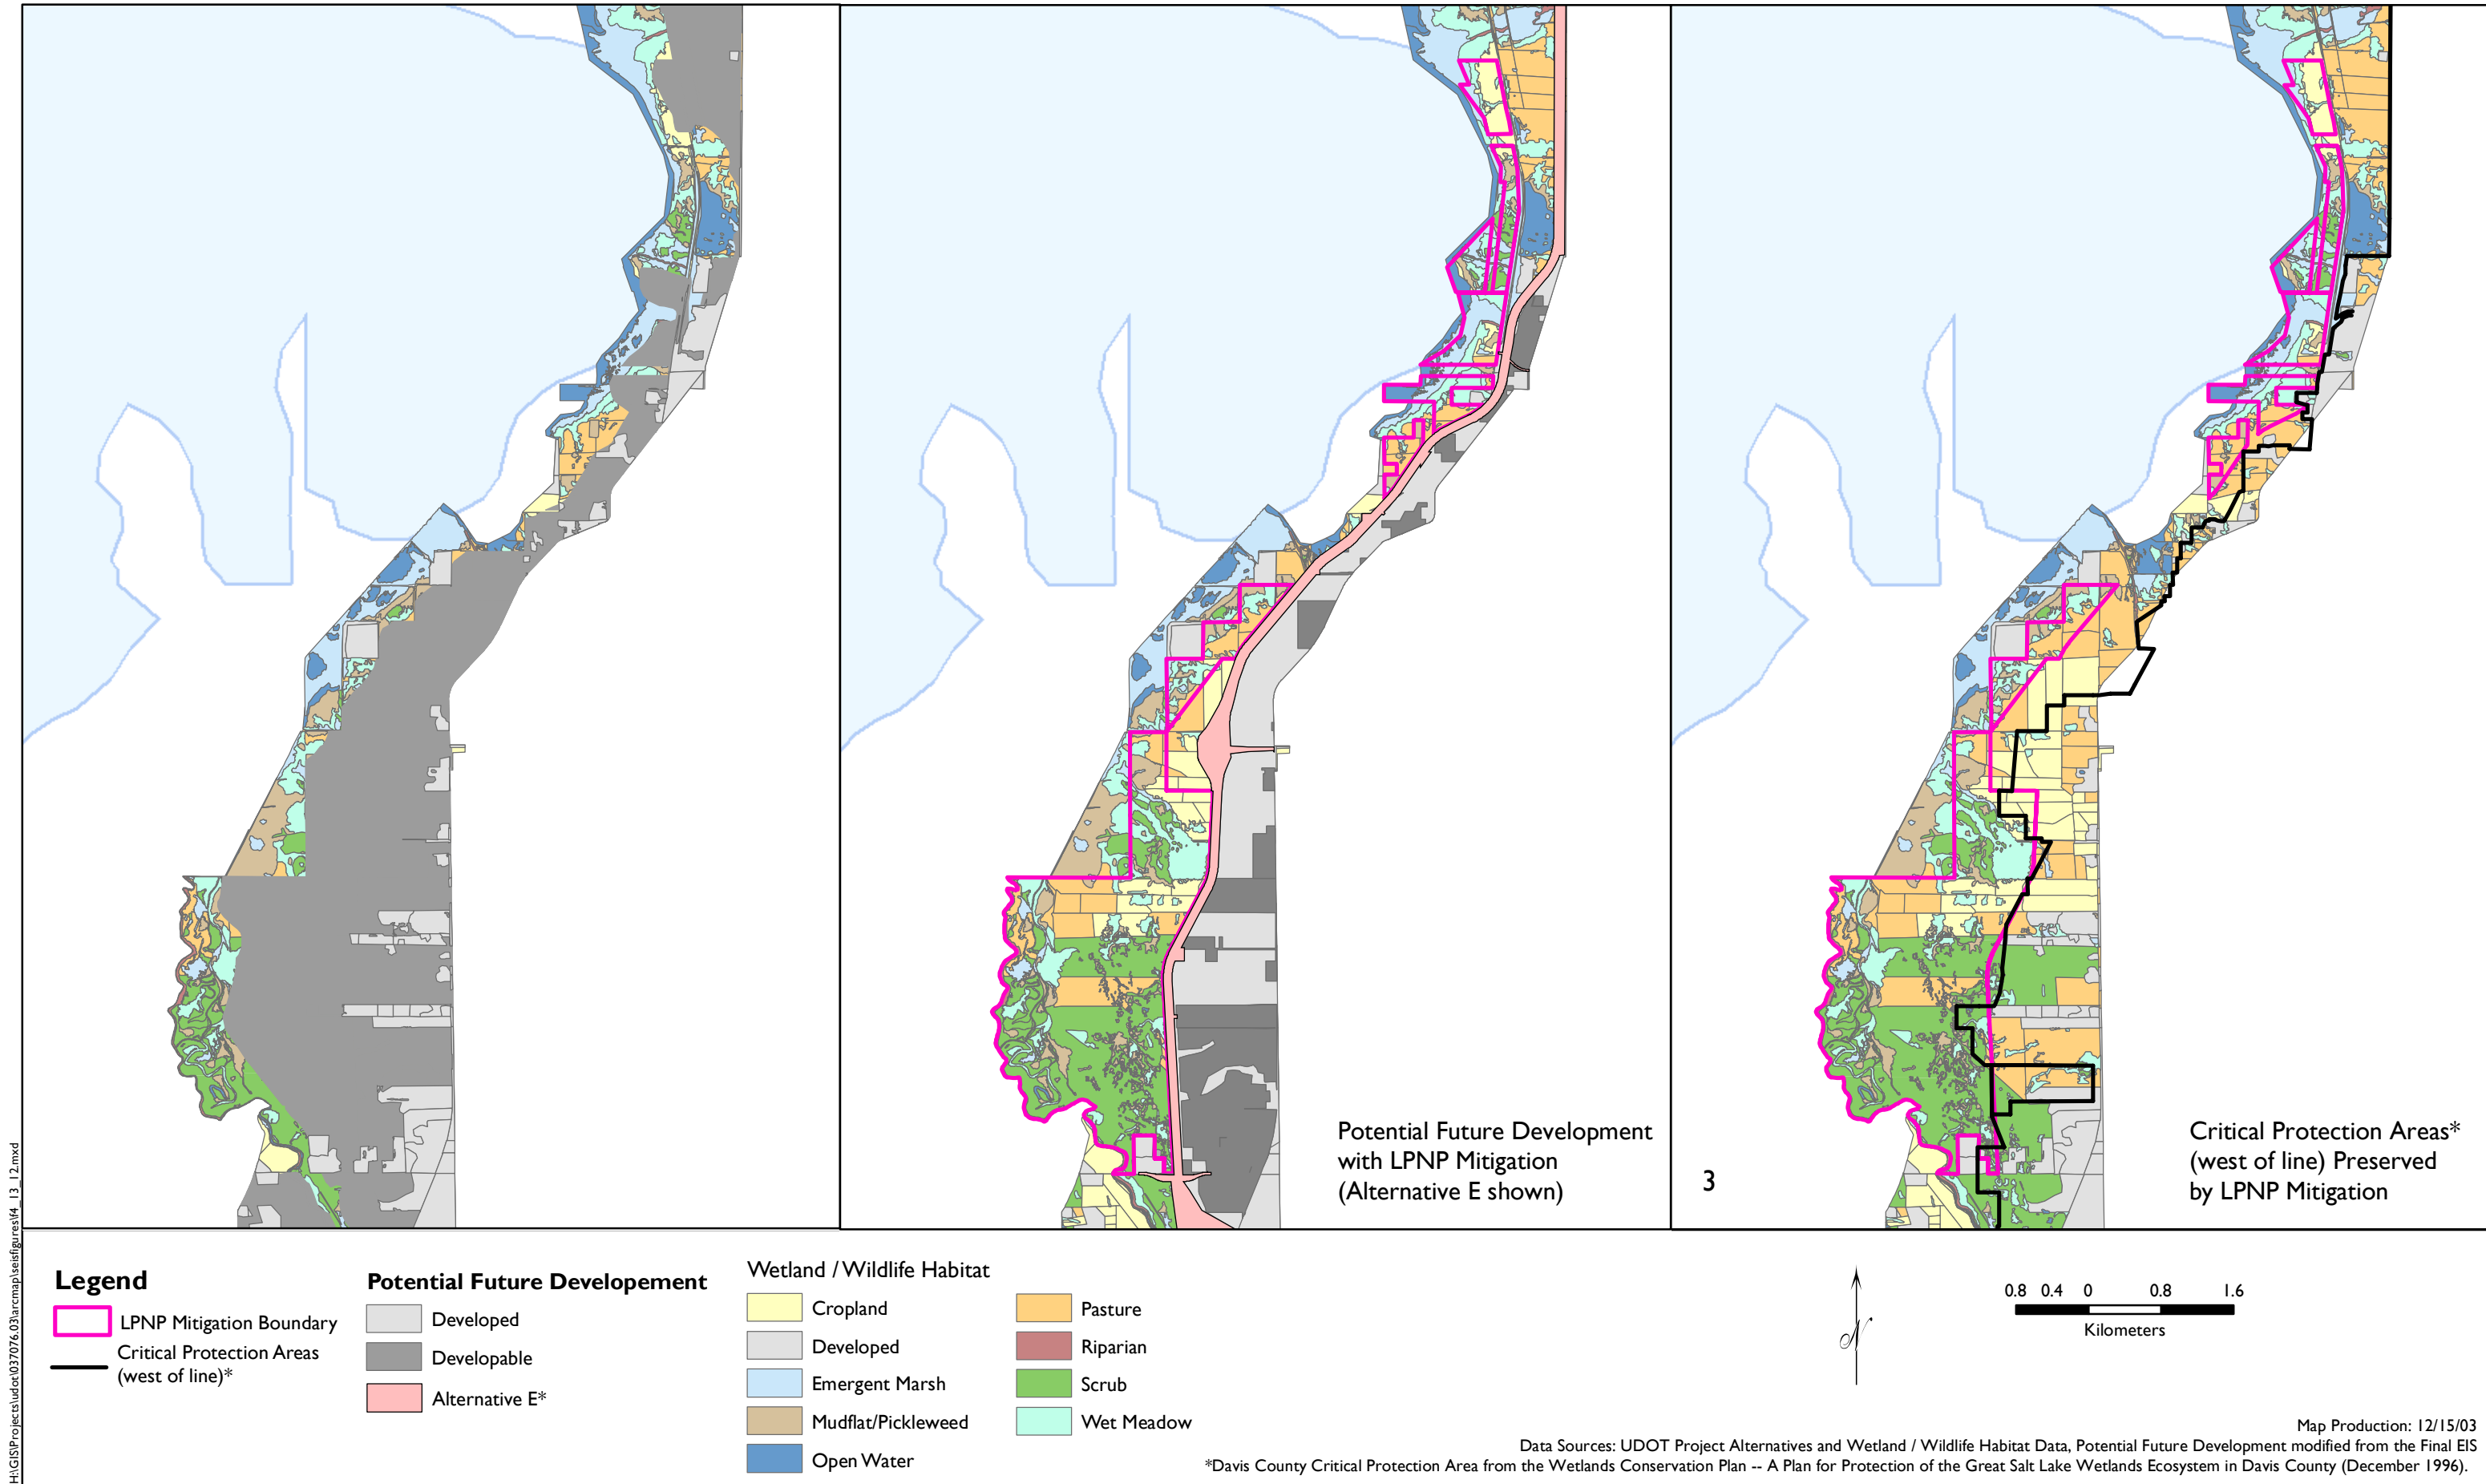 Potential Future Development
with LPNP Mitigation
(Alternative E shown)
3
Critical Protection Areas*
(west of line) Preserved
by LPNP Mitigation
H:\GIS\Projects\udot\037076.03\arcmap\seisfigures\f4_13_12.mxd
Legend
LPNP Mitigation Boundary
Critical Protection Areas
(west of line)*
Potential Future Developement
Developed
Developable
Alternative E*
Wetland / Wildlife Habitat
Cropland
Developed
Emergent Marsh
Mudflat/Pickleweed
Open Water
Pasture
Riparian
Scrub
Wet Meadow
N
0.8 0.4 0 0.8 1.6
Kilometers
Map Production: 12/15/03
Data Sources: UDOT Project Alternatives and Wetland / Wildlife Habitat Data, Potential Future Development modified from the Final EIS
*Davis County Critical Protection Area from the Wetlands Conservation Plan -- A Plan for Protection of the Great Salt Lake Wetlands Ecosystem in Davis County (December 1996).